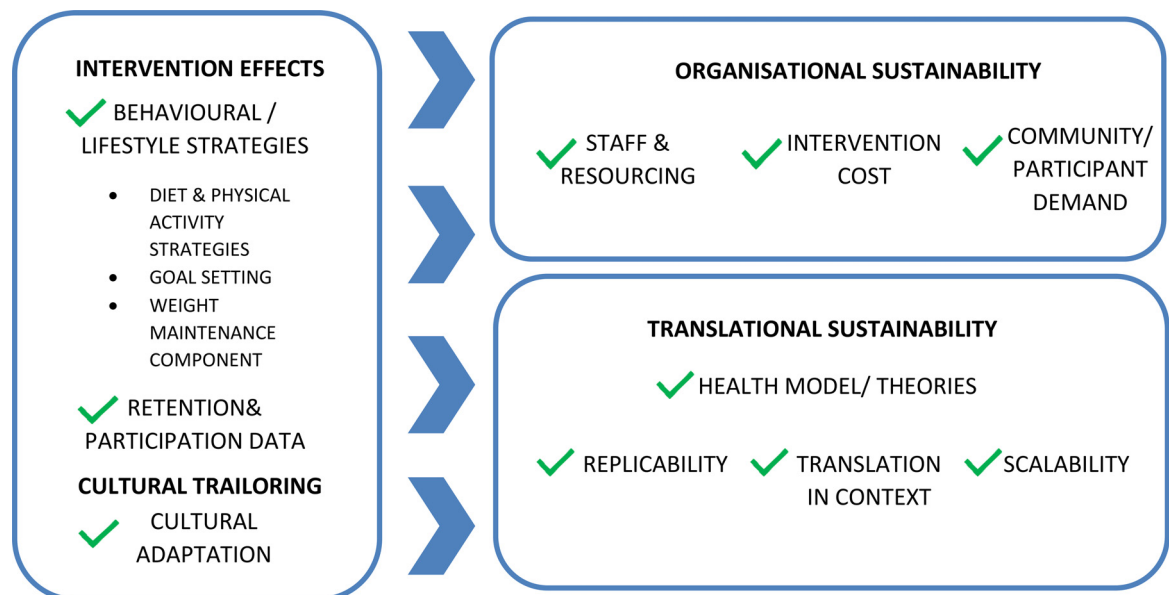 INTERVENTION EFFECTS
BEHAVIOURAL /
LIFESTYLE STRATEGIES
• DIET & PHYSICAL
ACTIVITY
STRATEGIES
• GOAL SETTING
• WEIGHT
MAINTENANCE
COMPONENT
RETENTION&
PARTICIPATION DATA
CULTURAL TRAILORING
CULTURAL
ADAPTATION
ORGANISATIONAL SUSTAINABILITY
STAFF &
RESOURCING
INTERVENTION
COST
COMMUNITY/
PARTICIPANT
DEMAND
TRANSLATIONAL SUSTAINABILITY
HEALTH MODEL/ THEORIES
REPLICABILITY
TRANSLATION
IN CONTEXT
SCALABILITY